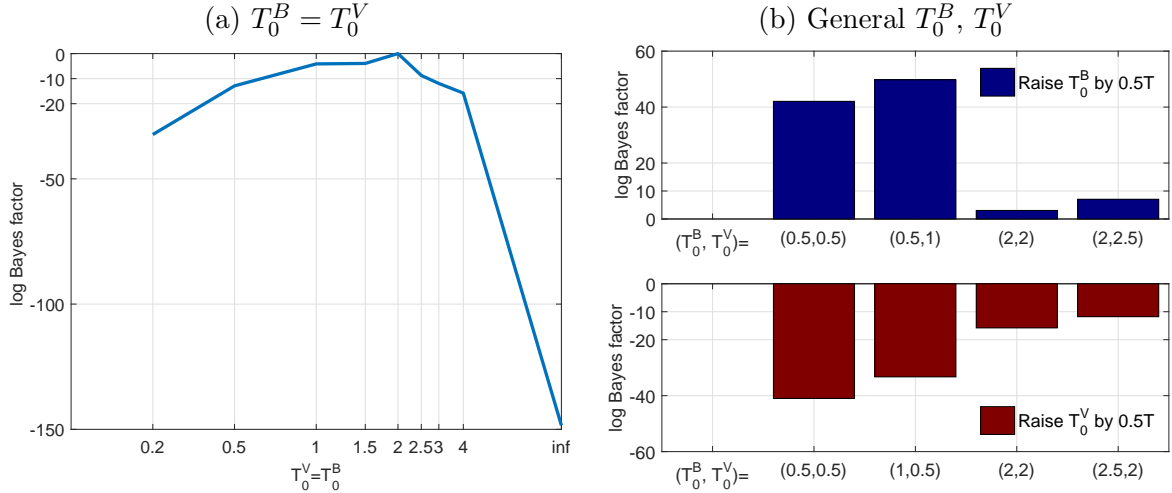 (a) T_0^B = T_0^V
0
-10
-20
-50
-100
-150
log Bayes factor
0.2 0.5 1 1.5 2 2.5 3 4 inf
T_0^V=T_0^B
(b) General T_0^B, T_0^V
60
40
20
10
0
log Bayes factor
Raise T_0^B by 0.5T
(T_0^B, T_0^V)= (0.5,0.5) (0.5,1) (2,2) (2,2.5)
0
-10
-20
-40
-60
log Bayes factor
Raise T_0^V by 0.5T
(T_0^B, T_0^V)= (0.5,0.5) (1,0.5) (2,2) (2.5,2)